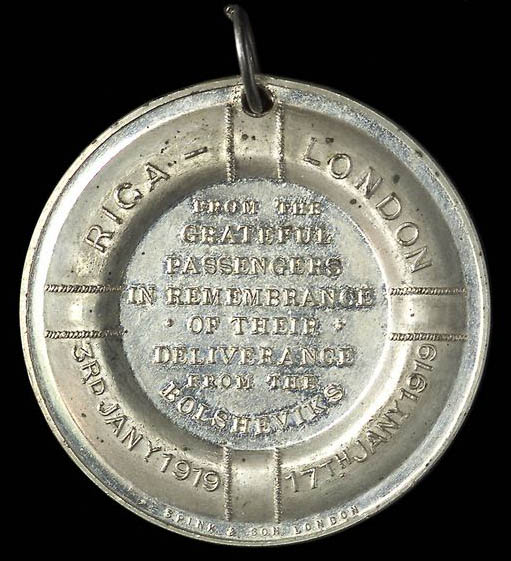 RIGA – LONDON
FROM THE
GRATEFUL
PASSENGERS
IN REMEMBRANCE
· OF THEIR ·
DELIVERANCE
FROM THE
BOLSHEVIKS
3RD JANY 1919
17TH JANY 1919
SPINK & SON LONDON